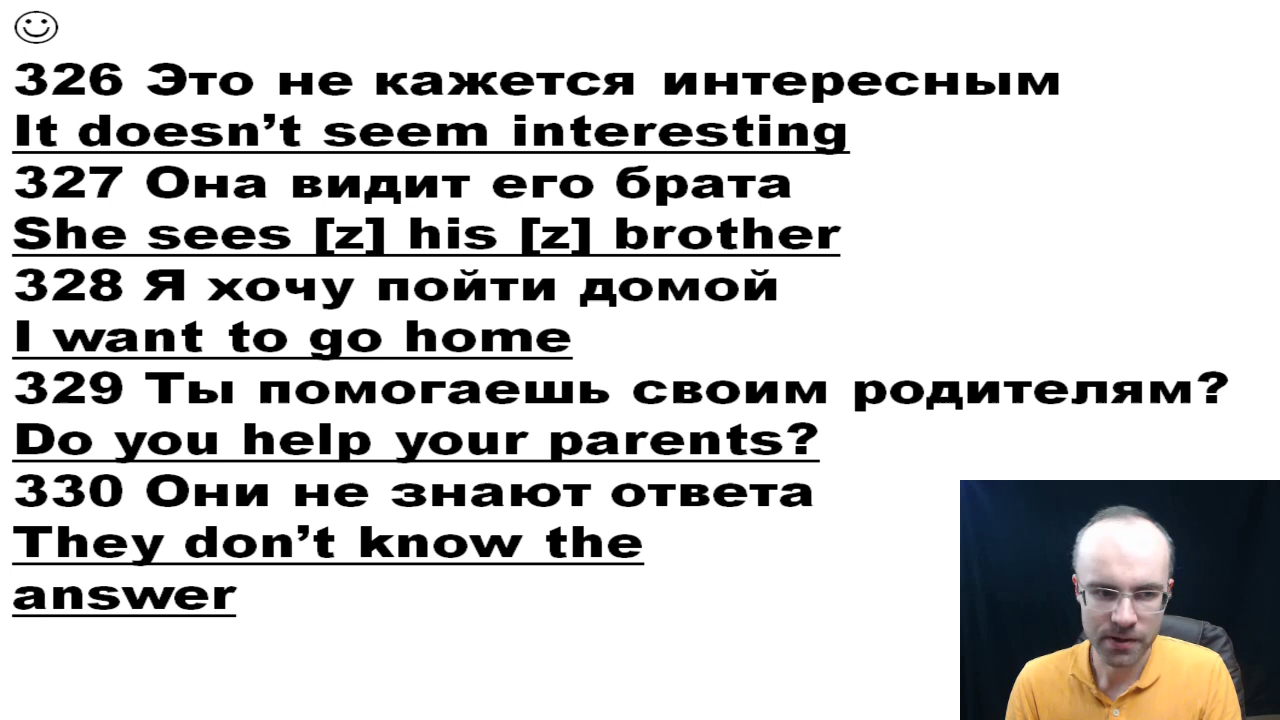 326 Это не кажется интересным
It doesn’t seem interesting
327 Она видит его брата
She sees [z] his [z] brother
328 Я хочу пойти домой
I want to go home
329 Ты помогаешь своим родителям?
Do you help your parents?
330 Они не знают ответа
They don’t know the
answer